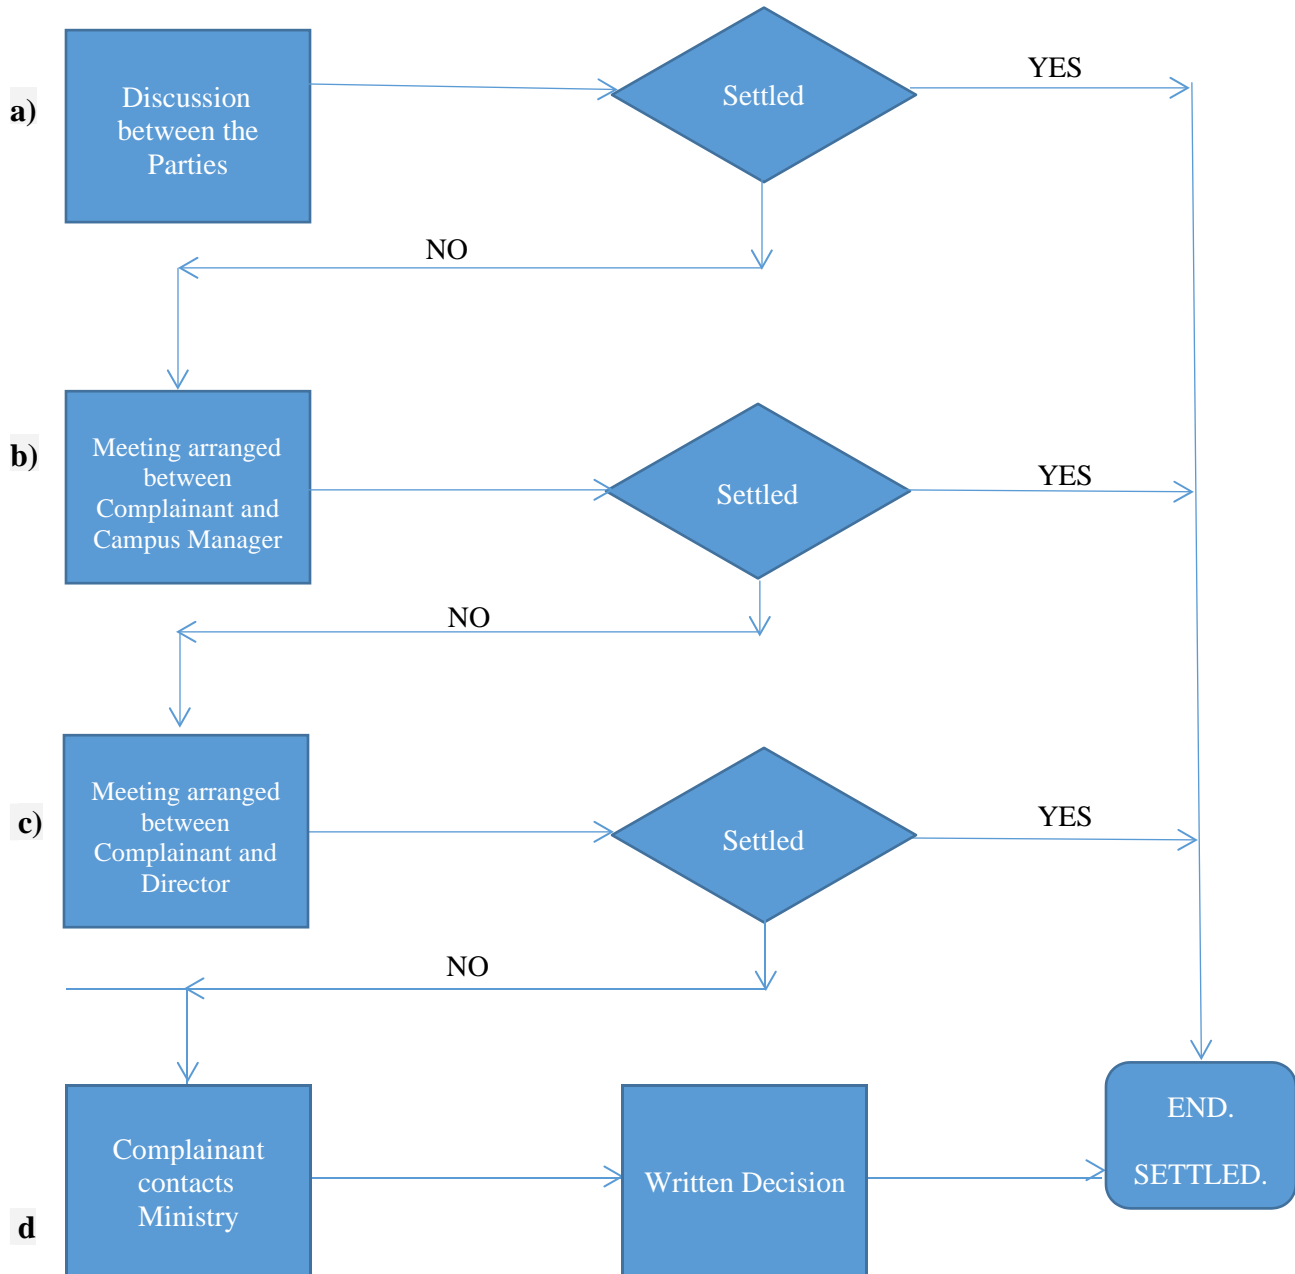 a)
Discussion
between the
Parties
Settled
YES
NO
b)
Meeting arranged
between
Complainant and
Campus Manager
Settled
YES
NO
c)
Meeting arranged
between
Complainant and
Director
Settled
YES
NO
d
Complainant
contacts
Ministry
Written Decision
END.
SETTLED.